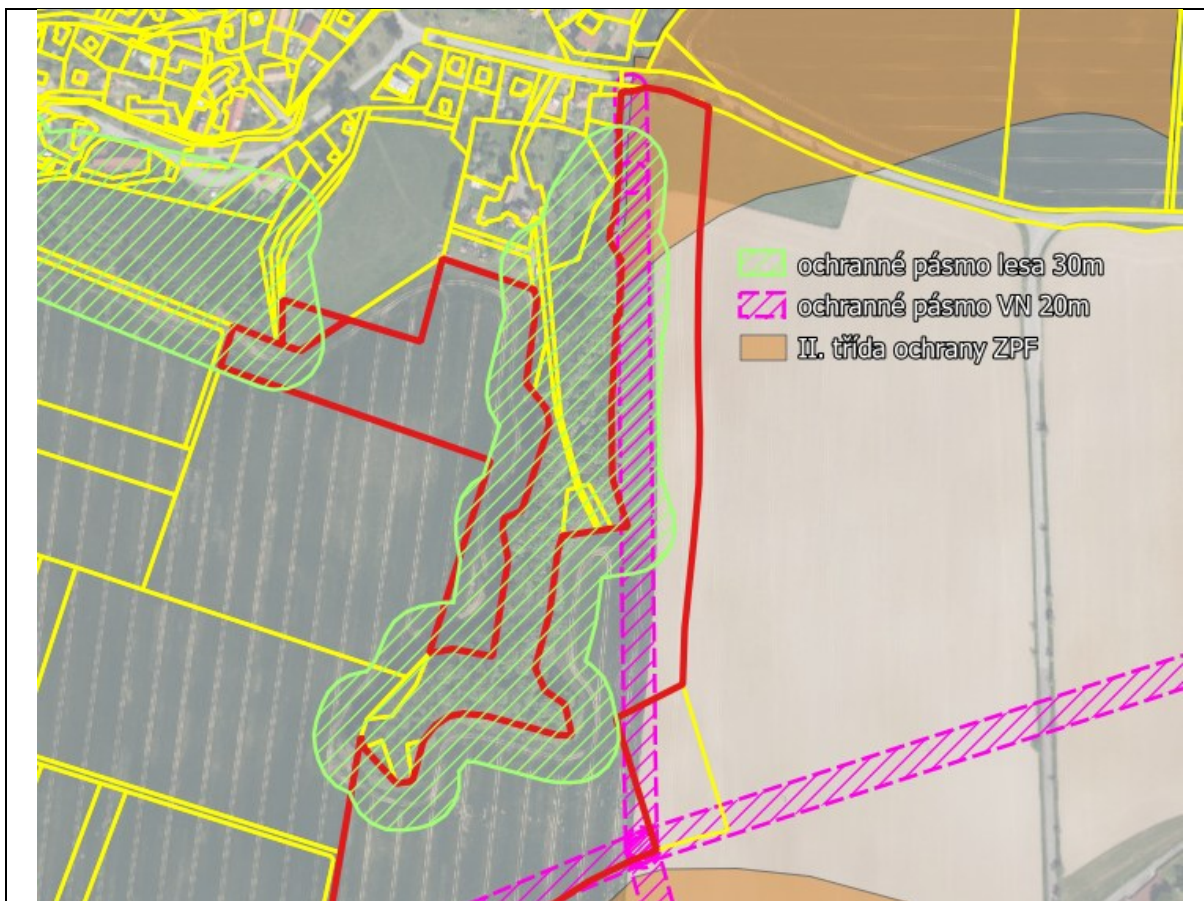 ochranné pásmo lesa 30m
ochranné pásmo VN 20m
II. třída ochrany ZPF